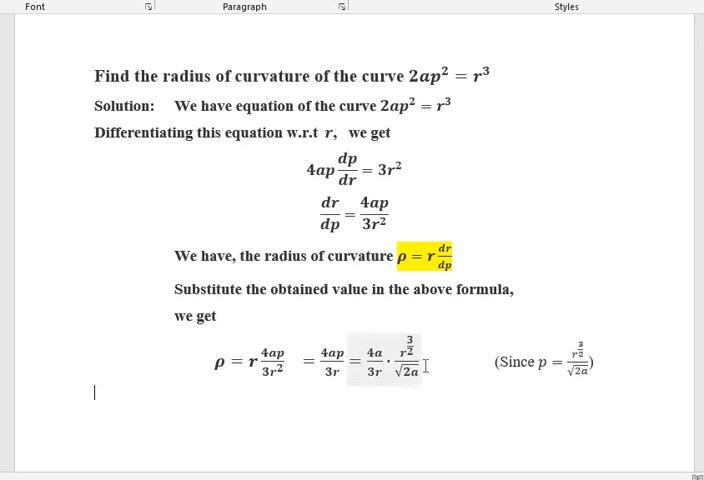 Font Paragraph Styles
Find the radius of curvature of the curve 2ap² = r³
Solution: We have equation of the curve 2ap² = r³
Differentiating this equation w.r.t r, we get
4ap dp/dr = 3r²
dr/dp = 4ap/3r²
We have, the radius of curvature ρ = r dr/dp
Substitute the obtained value in the above formula,
we get
ρ = r 4ap/3r² = 4ap/3r = 4a/3r · r^(3/2)/√2a (Since p = r^(3/2)/√2a)